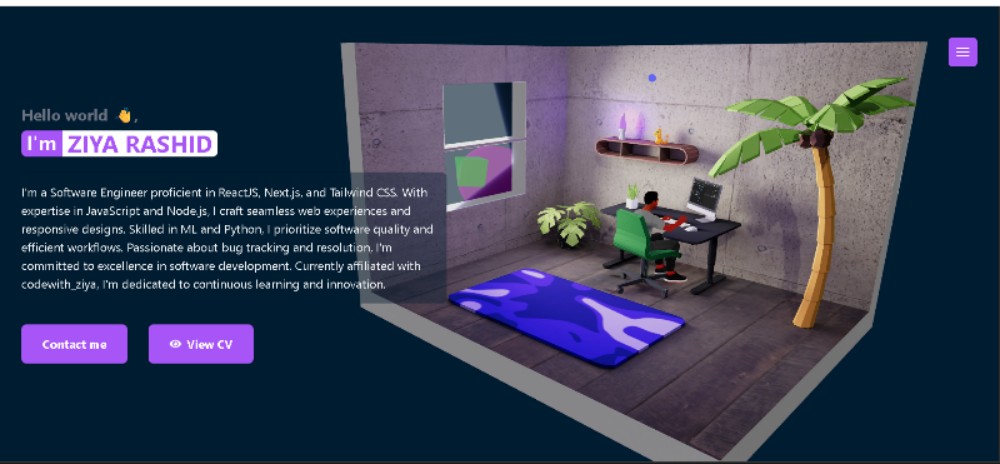 Hello world 👋,
I'm ZIYA RASHID
I'm a Software Engineer proficient in ReactJS, Next.js, and Tailwind CSS. With
expertise in JavaScript and Node.js, I craft seamless web experiences and
responsive designs. Skilled in ML and Python, I prioritize software quality and
efficient workflows. Passionate about bug tracking and resolution, I'm
committed to excellence in software development. Currently affiliated with
codewith_ziya, I'm dedicated to continuous learning and innovation.
Contact me
View CV